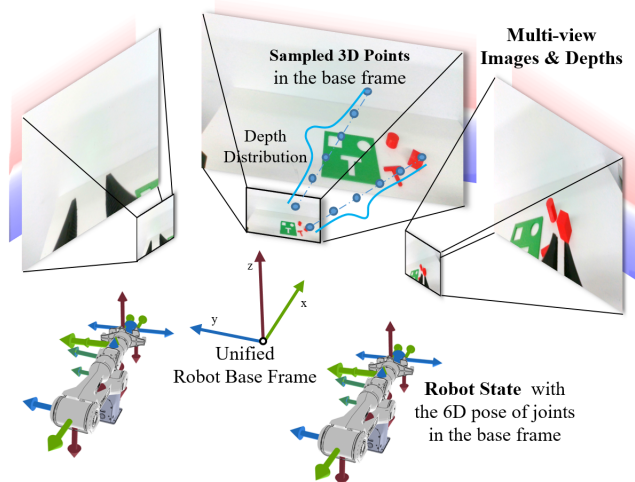 Multi-view
Images & Depths
Sampled 3D Points
in the base frame
Depth
Distribution
z
x
y
Unified
Robot Base Frame
Robot State with
the 6D pose of joints
in the base frame